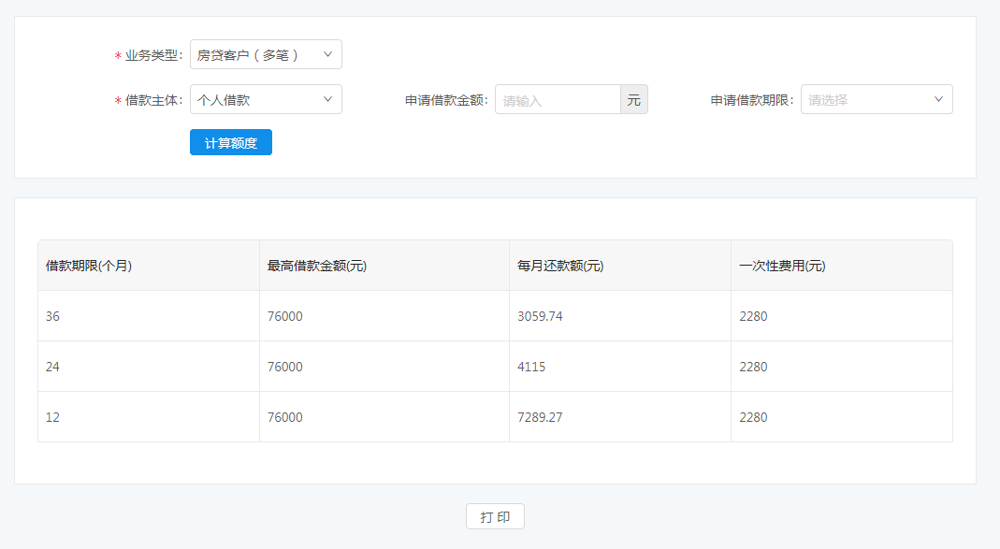 * 业务类型: 房贷客户（多笔）
* 借款主体: 个人借款 申请借款金额: 请输入 元 申请借款期限: 请选择
计算额度
借款期限(个月) 最高借款金额(元) 每月还款额(元) 一次性费用(元)
36 76000 3059.74 2280
24 76000 4115 2280
12 76000 7289.27 2280
打 印